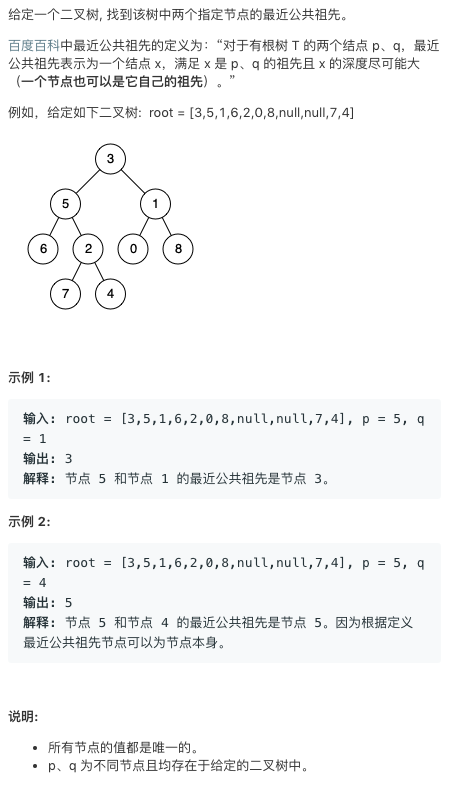 给定一个二叉树, 找到该树中两个指定节点的最近公共祖先。
百度百科中最近公共祖先的定义为：“对于有根树 T 的两个结点 p、q，最近
公共祖先表示为一个结点 x，满足 x 是 p、q 的祖先且 x 的深度尽可能大
（一个节点也可以是它自己的祖先）。”
例如，给定如下二叉树:  root = [3,5,1,6,2,0,8,null,null,7,4]
3
5 1
6 2 0 8
7 4
示例 1:
输入: root = [3,5,1,6,2,0,8,null,null,7,4], p = 5, q
= 1
输出: 3
解释: 节点 5 和节点 1 的最近公共祖先是节点 3。
示例 2:
输入: root = [3,5,1,6,2,0,8,null,null,7,4], p = 5, q
= 4
输出: 5
解释: 节点 5 和节点 4 的最近公共祖先是节点 5。因为根据定义
最近公共祖先节点可以为节点本身。
说明:
• 所有节点的值都是唯一的。
• p、q 为不同节点且均存在于给定的二叉树中。